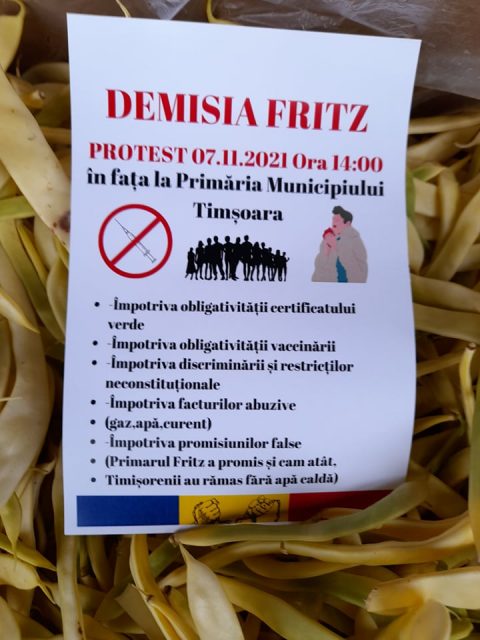 DEMISIA FRITZ
PROTEST 07.11.2021 Ora 14:00
în fața la Primăria Municipiului
Timșoara
-Împotriva obligativității certificatului
verde
-Împotriva obligativității vaccinării
-Împotriva discriminării și restricților
neconstituționale
-Împotriva facturilor abuzive
(gaz,apă,curent)
-Împotriva promisiunilor false
(Primarul Fritz a promis și cam atât,
Timișorenii au rămas fără apă caldă)